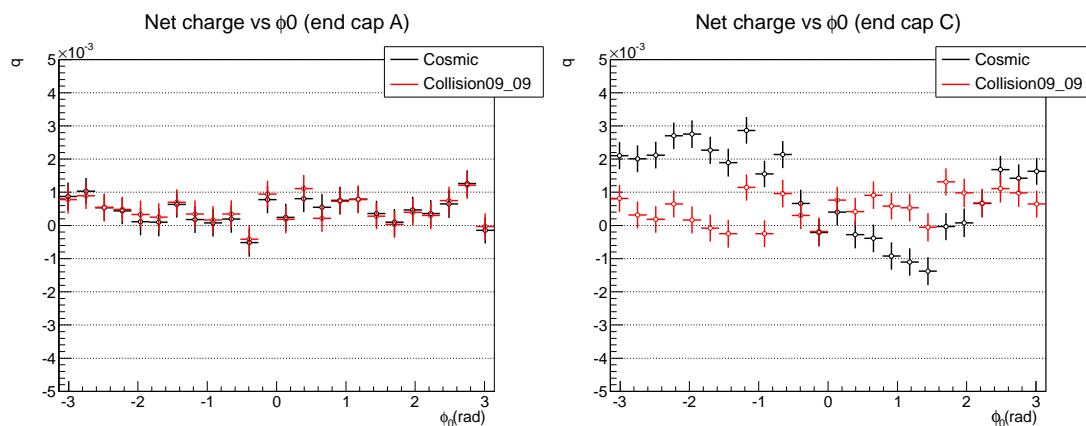 Net charge vs ϕ0 (end cap A)
×10⁻³
q
5
4
3
2
1
0
-1
-2
-3
-4
-5
-3 -2 -1 0 1 2 3
ϕ₀(rad)
Cosmic
Collision09_09
Net charge vs ϕ0 (end cap C)
×10⁻³
q
5
4
3
2
1
0
-1
-2
-3
-4
-5
-3 -2 -1 0 1 2 3
ϕ₀(rad)
Cosmic
Collision09_09